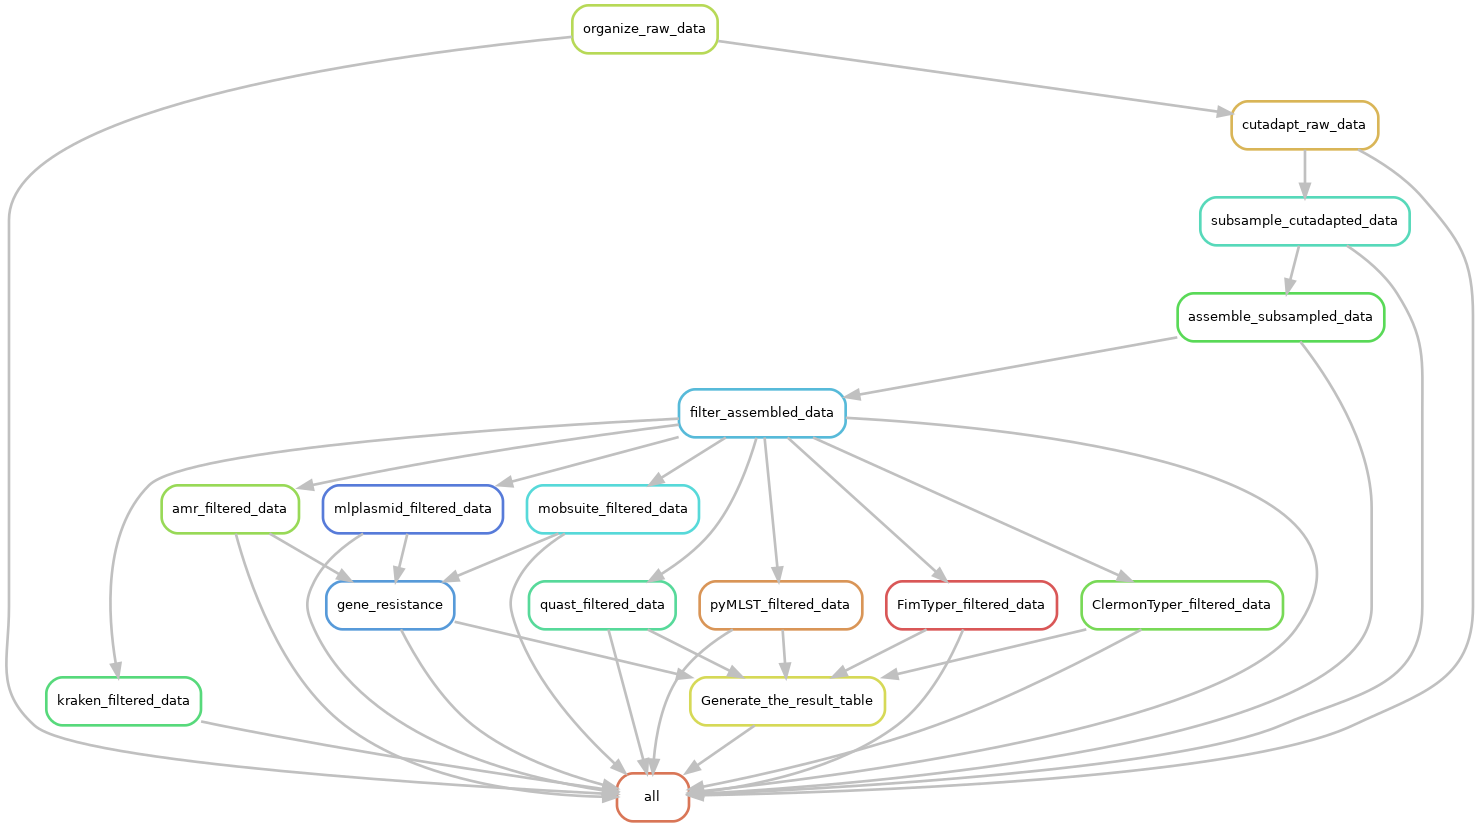 organize_raw_data
cutadapt_raw_data
subsample_cutadapted_data
assemble_subsampled_data
filter_assembled_data
amr_filtered_data
mlplasmid_filtered_data
mobsuite_filtered_data
gene_resistance
quast_filtered_data
pyMLST_filtered_data
FimTyper_filtered_data
ClermonTyper_filtered_data
kraken_filtered_data
Generate_the_result_table
all